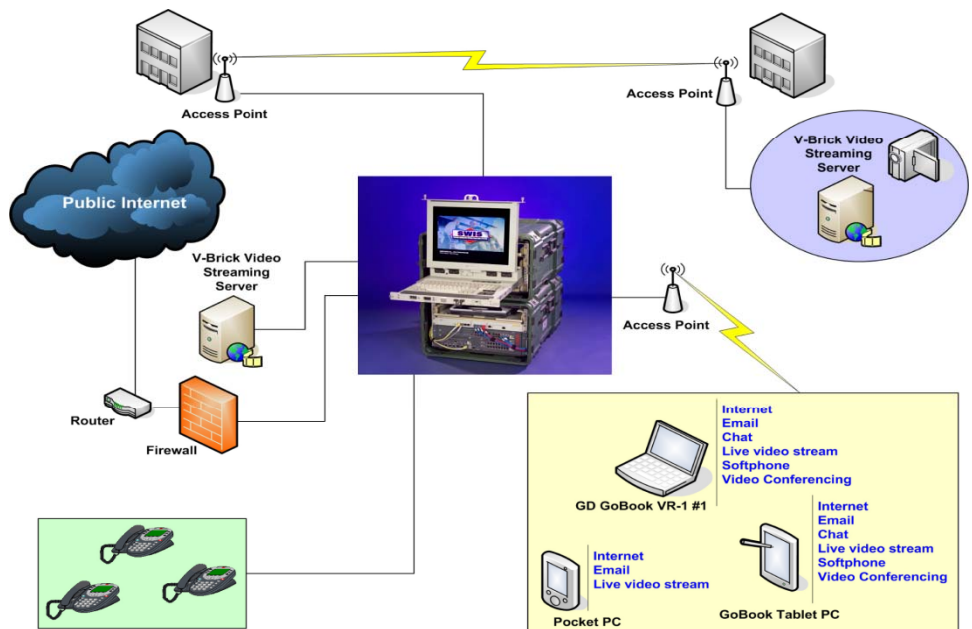 Access Point
Access Point
V-Brick Video
Streaming
Server
Public Internet
SWIS
V-Brick Video
Streaming
Server
Access Point
Router
Firewall
Internet
Email
Chat
Live video stream
Softphone
Video Conferencing
GD GoBook VR-1 #1
Internet
Email
Chat
Live video stream
Softphone
Video Conferencing
GoBook Tablet PC
Internet
Email
Live video stream
Pocket PC